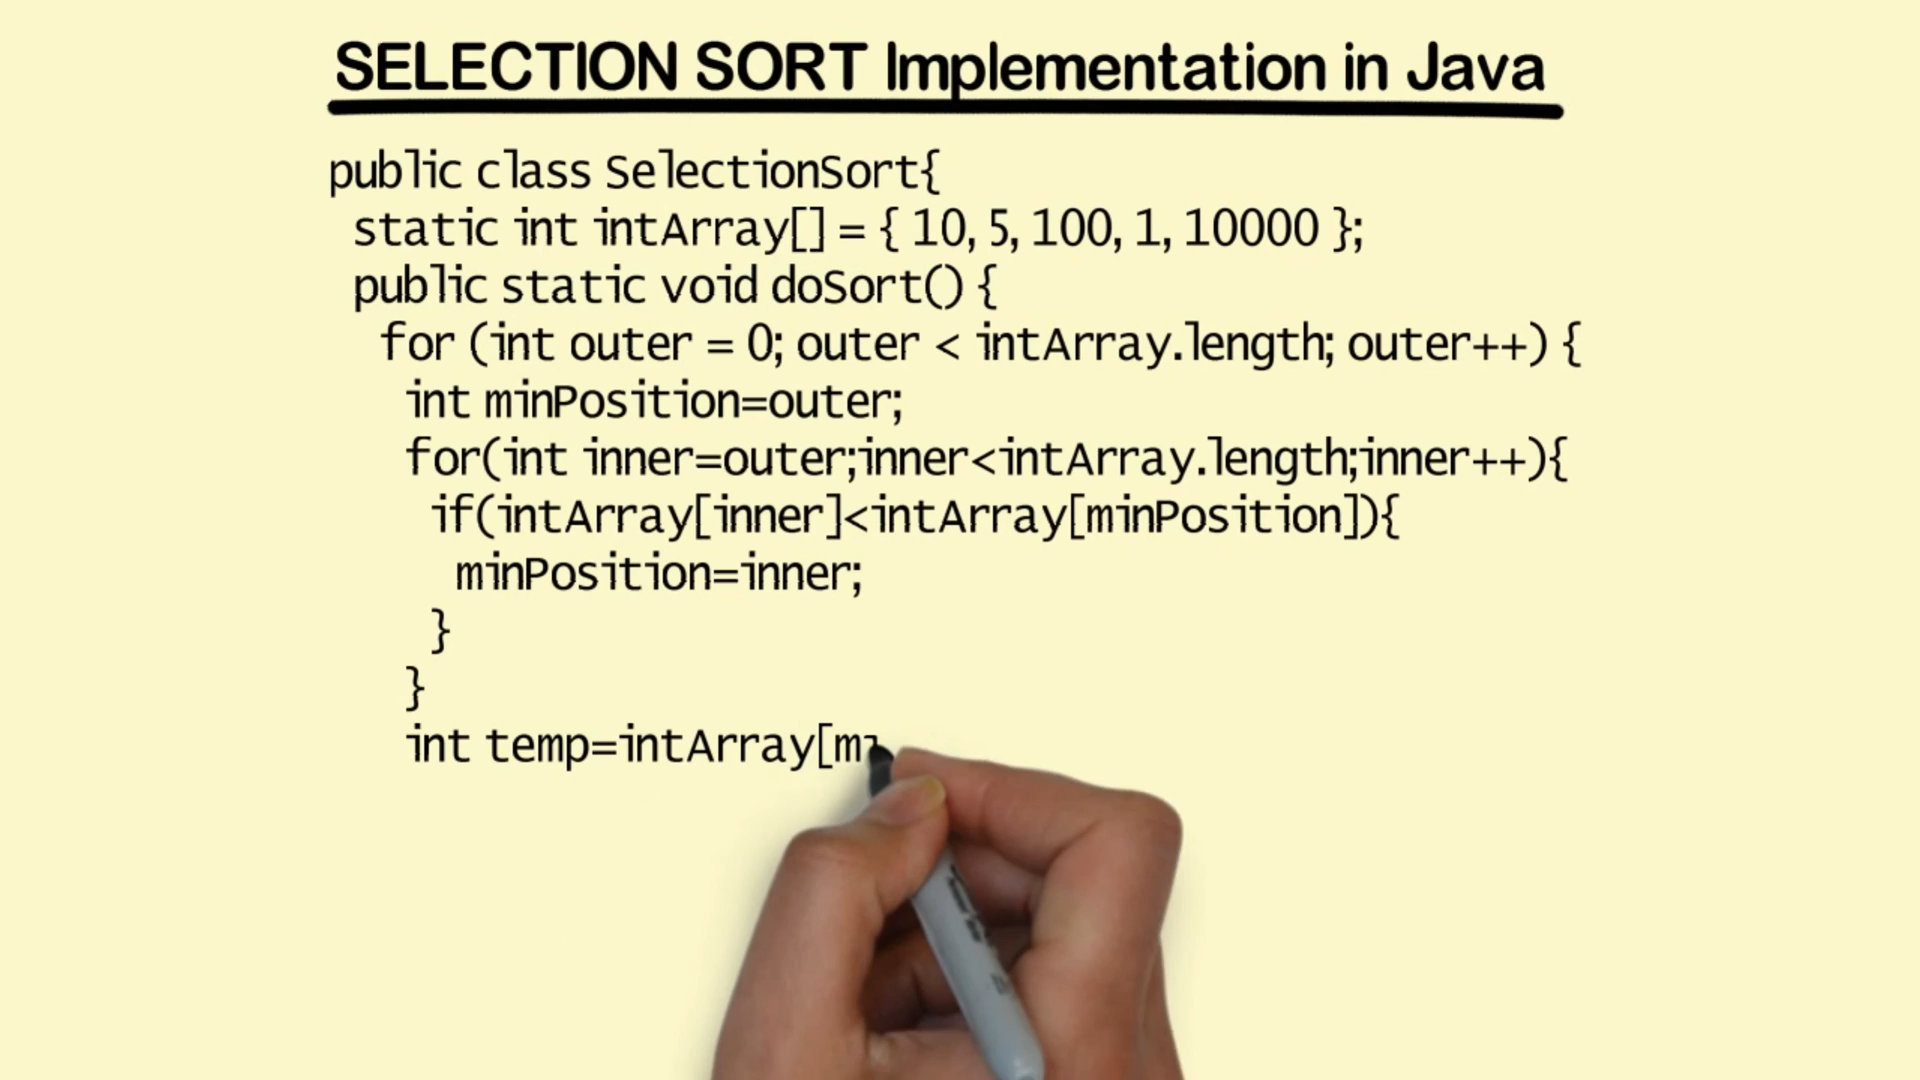 SELECTION SORT Implementation in Java
public class SelectionSort{
static int intArray[] = { 10, 5, 100, 1, 10000 };
public static void doSort() {
for (int outer = 0; outer < intArray.length; outer++) {
int minPosition=outer;
for(int inner=outer;inner<intArray.length;inner++){
if(intArray[inner]<intArray[minPosition]){
minPosition=inner;
}
}
int temp=intArray[m